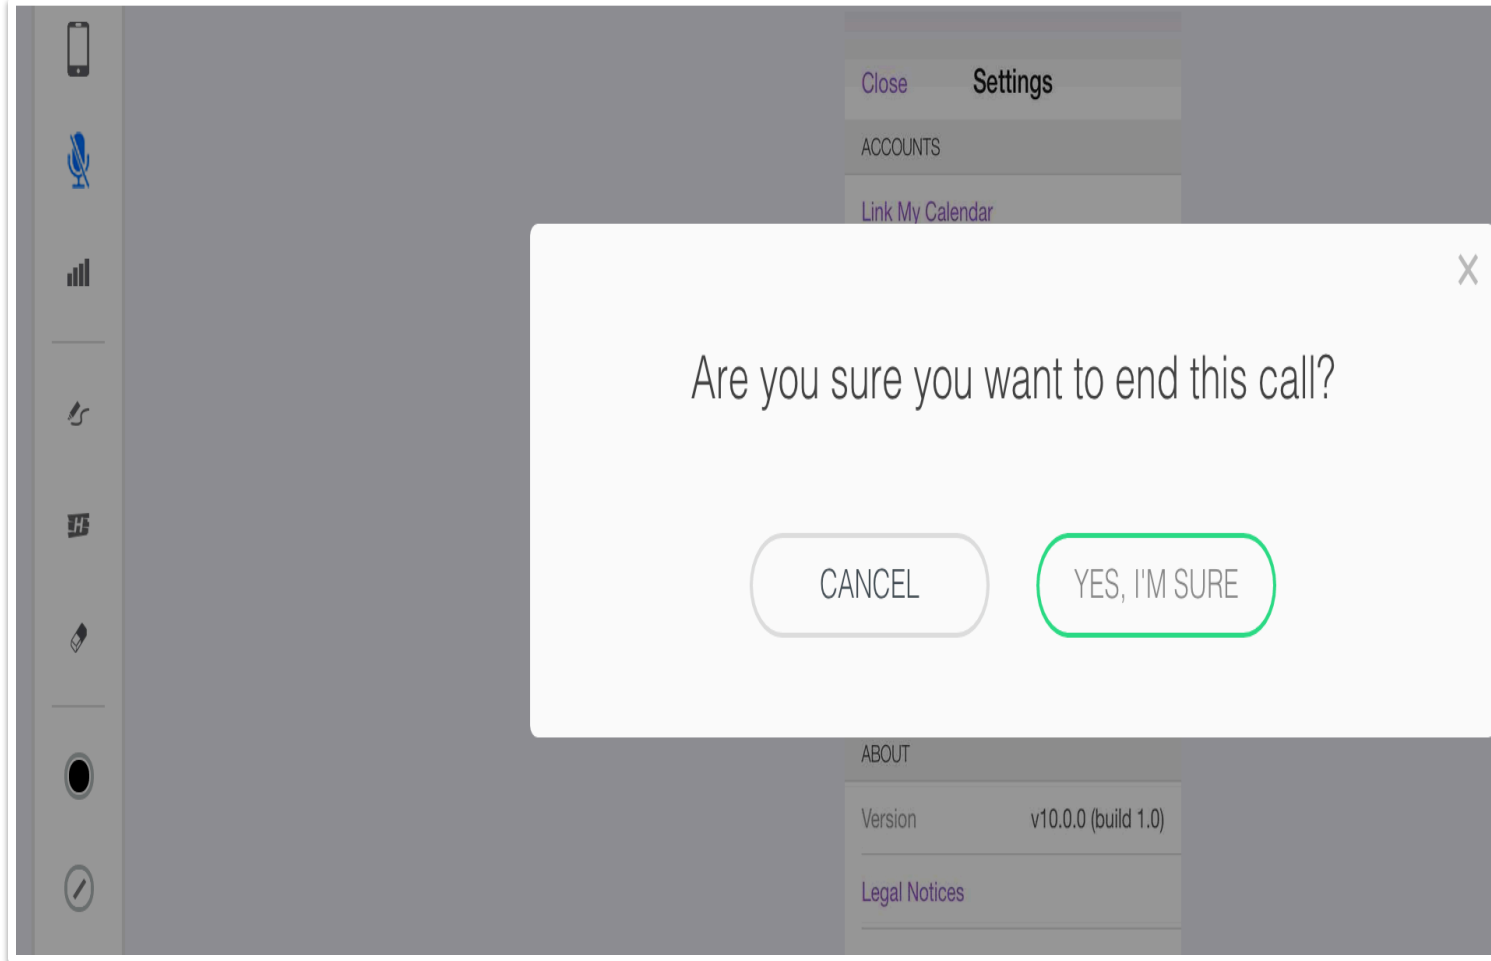 Close Settings
ACCOUNTS
Link My Calendar
X
Are you sure you want to end this call?
CANCEL YES, I'M SURE
ABOUT
Version v10.0.0 (build 1.0)
Legal Notices